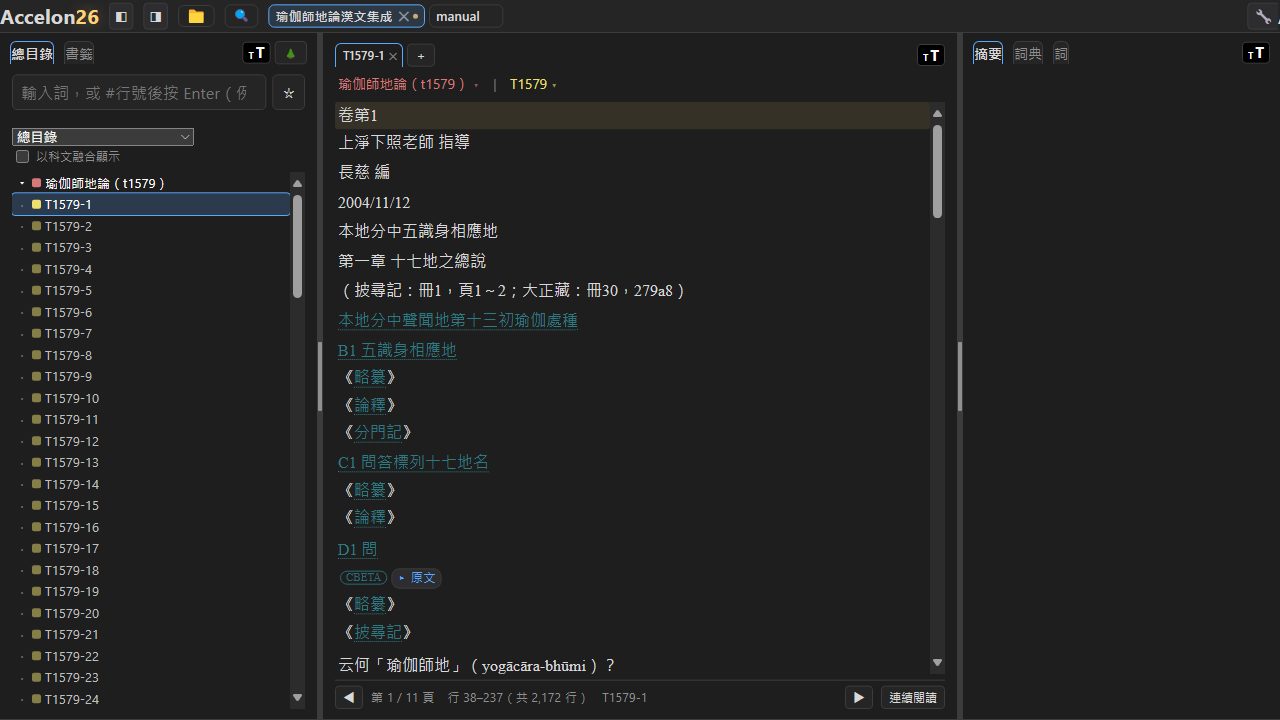 Accelon26
瑜伽師地論漢文集成
manual
總目錄 書籤
TT
輸入詞，或 #行號後按 Enter（例
☆
總目錄
以科文融合顯示
瑜伽師地論（t1579）
T1579-1
T1579-2
T1579-3
T1579-4
T1579-5
T1579-6
T1579-7
T1579-8
T1579-9
T1579-10
T1579-11
T1579-12
T1579-13
T1579-14
T1579-15
T1579-16
T1579-17
T1579-18
T1579-19
T1579-20
T1579-21
T1579-22
T1579-23
T1579-24
T1579-1 × +
TT
瑜伽師地論（t1579） | T1579
卷第1
上淨下照老師 指導
長慈 編
2004/11/12
本地分中五識身相應地
第一章 十七地之總說
（披尋記：冊1，頁1～2；大正藏：冊30，279a8）
本地分中聲聞地第十三初瑜伽處種
B1 五識身相應地
《略纂》
《論釋》
《分門記》
C1 問答標列十七地名
《略纂》
《論釋》
D1 問
CBETA ▸ 原文
《略纂》
《披尋記》
云何「瑜伽師地」（yogācāra-bhūmi）？
◀ 第 1 / 11 頁 行 38–237（共 2,172 行） T1579-1 ▶ 連續閱讀
摘要 詞典 詞
TT